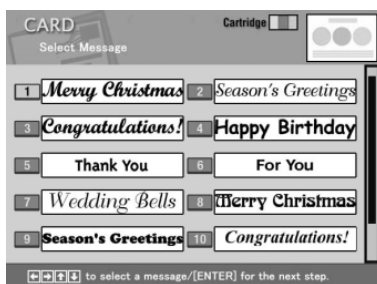 CARD
Cartridge
Select Message
1 Merry Christmas 2 Season's Greetings
3 Congratulations! 4 Happy Birthday
5 Thank You 6 For You
7 Wedding Bells 8 Merry Christmas
9 Season's Greetings 10 Congratulations!
←→↑↓ to select a message/[ENTER] for the next step.